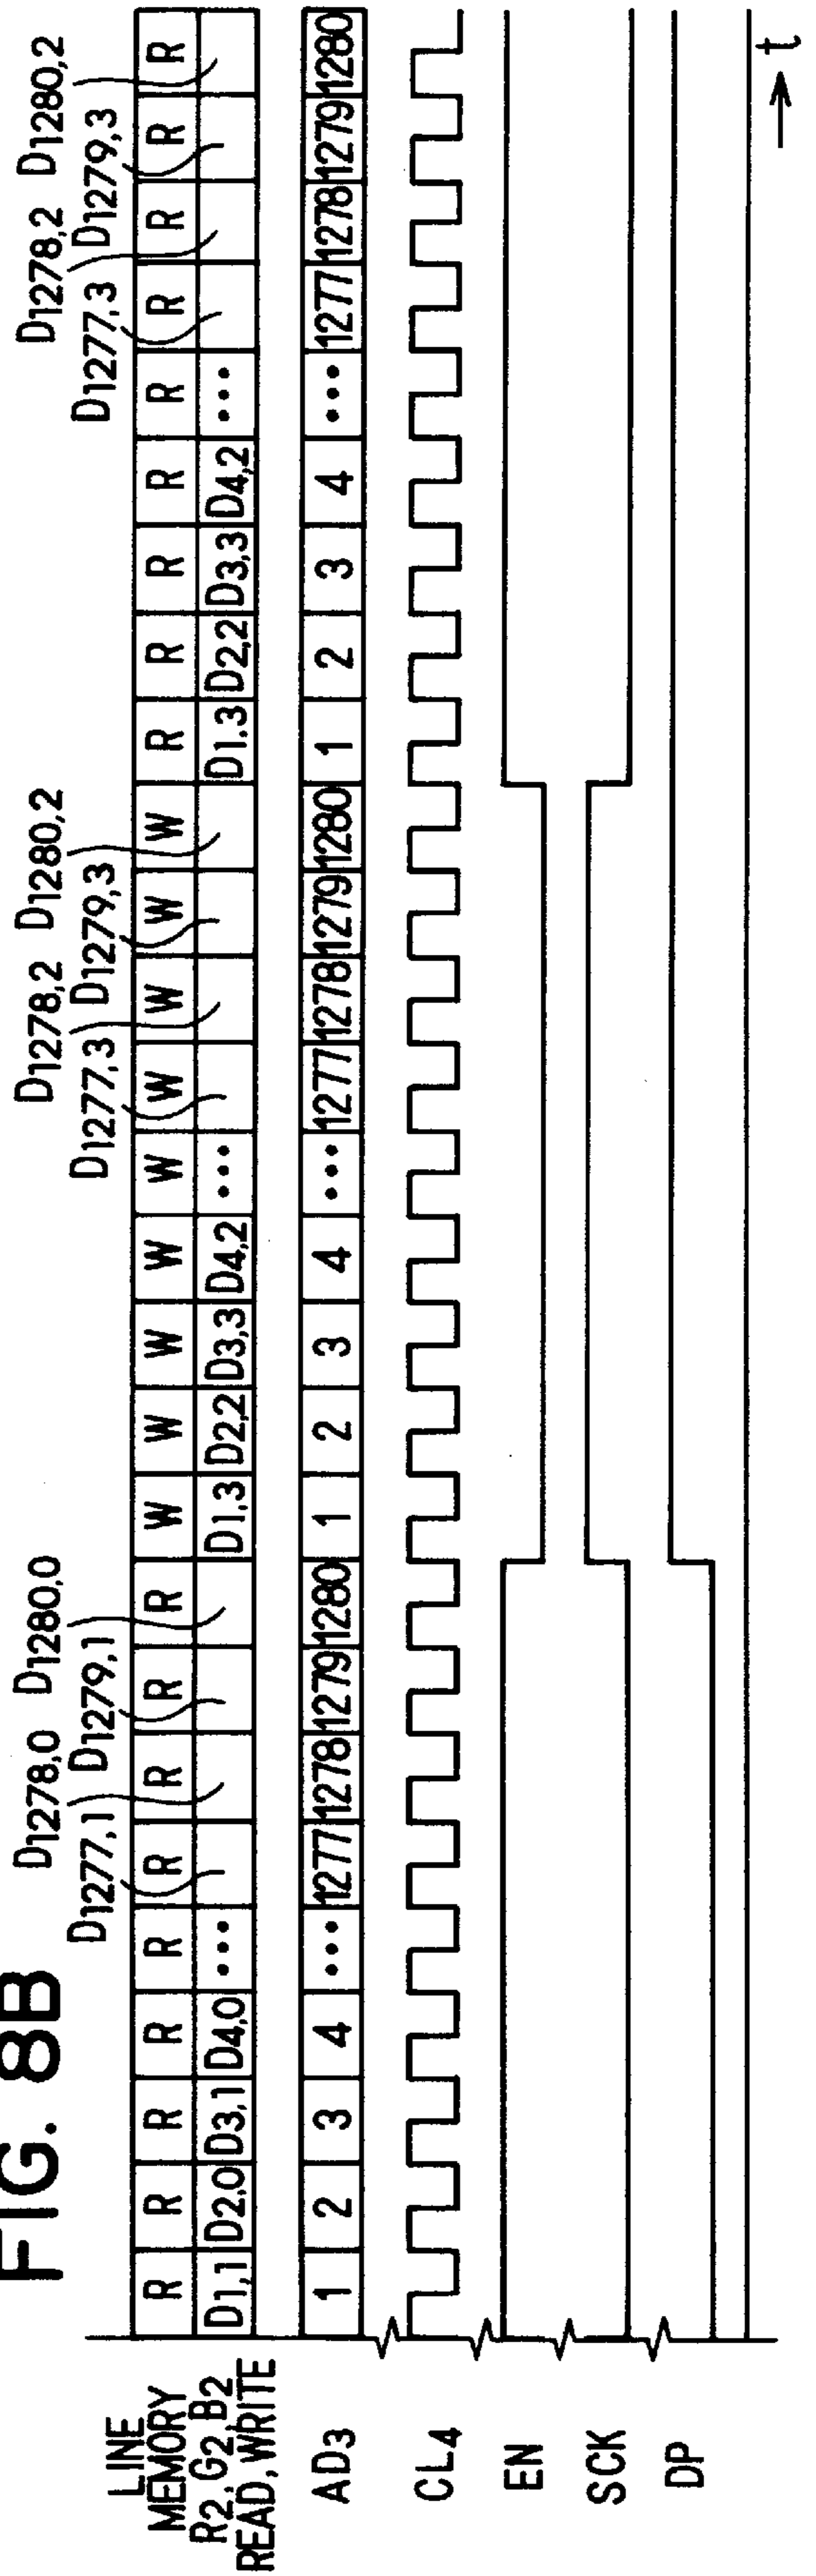 FIG. 8B
D1278,0 D1280,0 D1278,2 D1280,2 D1278,2 D1280,2
D1277,1 D1279,1 D1277,3 D1279,3 D1277,3 D1279,3
LINE
MEMORY
R2, G2, B2
READ, WRITE
R R R R R R R R R W W W W W W W W W R R R R R R R R R
D1,1 D2,0 D3,1 D4,0 ••• D1,3 D2,2 D3,3 D4,2 ••• D1.3 D2,2 D3,3 D4,2 •••
AD3 1 2 3 4 ••• 1277 1278 1279 1280 1 2 3 4 ••• 1277 1278 1279 1280 1 2 3 4 ••• 1277 1278 1279 1280
CL4
EN
SCK
DP
t